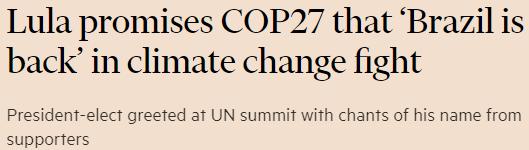 Lula promises COP27 that ‘Brazil is
back’ in climate change fight
President-elect greeted at UN summit with chants of his name from
supporters